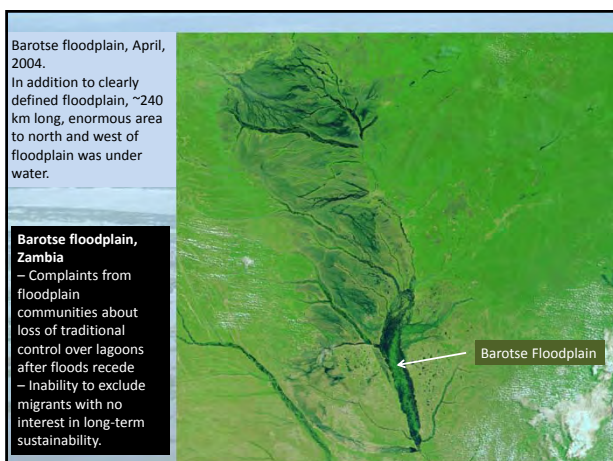 Barotse floodplain, April,
2004.
In addition to clearly
defined floodplain, ~240
km long, enormous area
to north and west of
floodplain was under
water.
Barotse floodplain,
Zambia
– Complaints from
floodplain
communities about
loss of traditional
control over lagoons
after floods recede
– Inability to exclude
migrants with no
interest in long-term
sustainability.
Barotse Floodplain